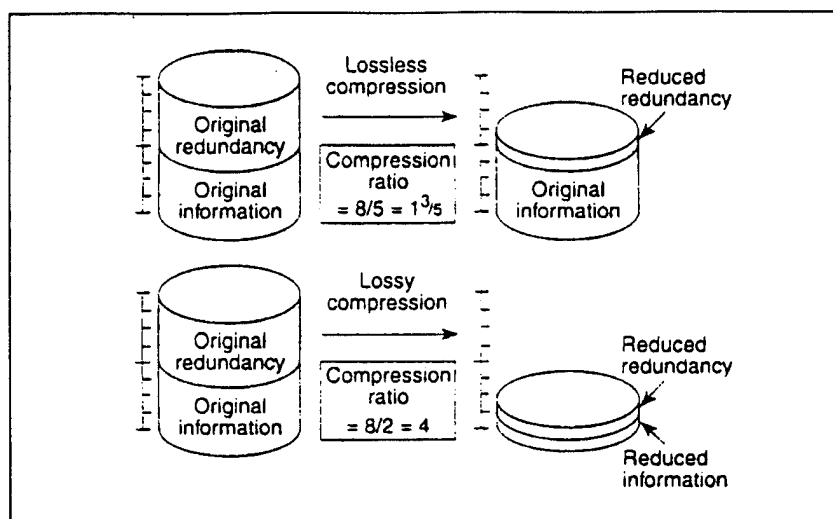 Original
redundancy
Original
information
Lossless
compression
Compression
ratio
= 8/5 = 1 3/5
Reduced
redundancy
Original
information
Original
redundancy
Original
information
Lossy
compression
Compression
ratio
= 8/2 = 4
Reduced
redundancy
Reduced
information